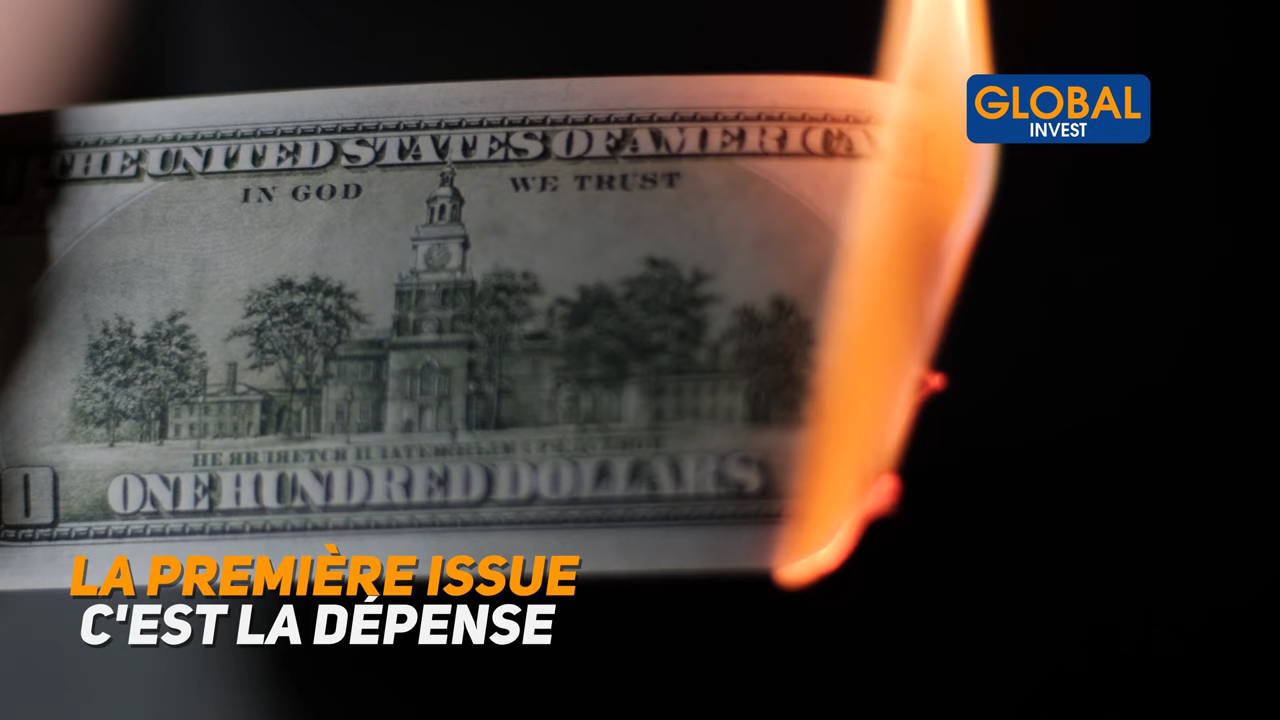 GLOBAL
INVEST
THE UNITED STATES OF AMERICA
IN GOD WE TRUST
ONE HUNDRED DOLLARS
LA PREMIÈRE ISSUE
C'EST LA DÉPENSE